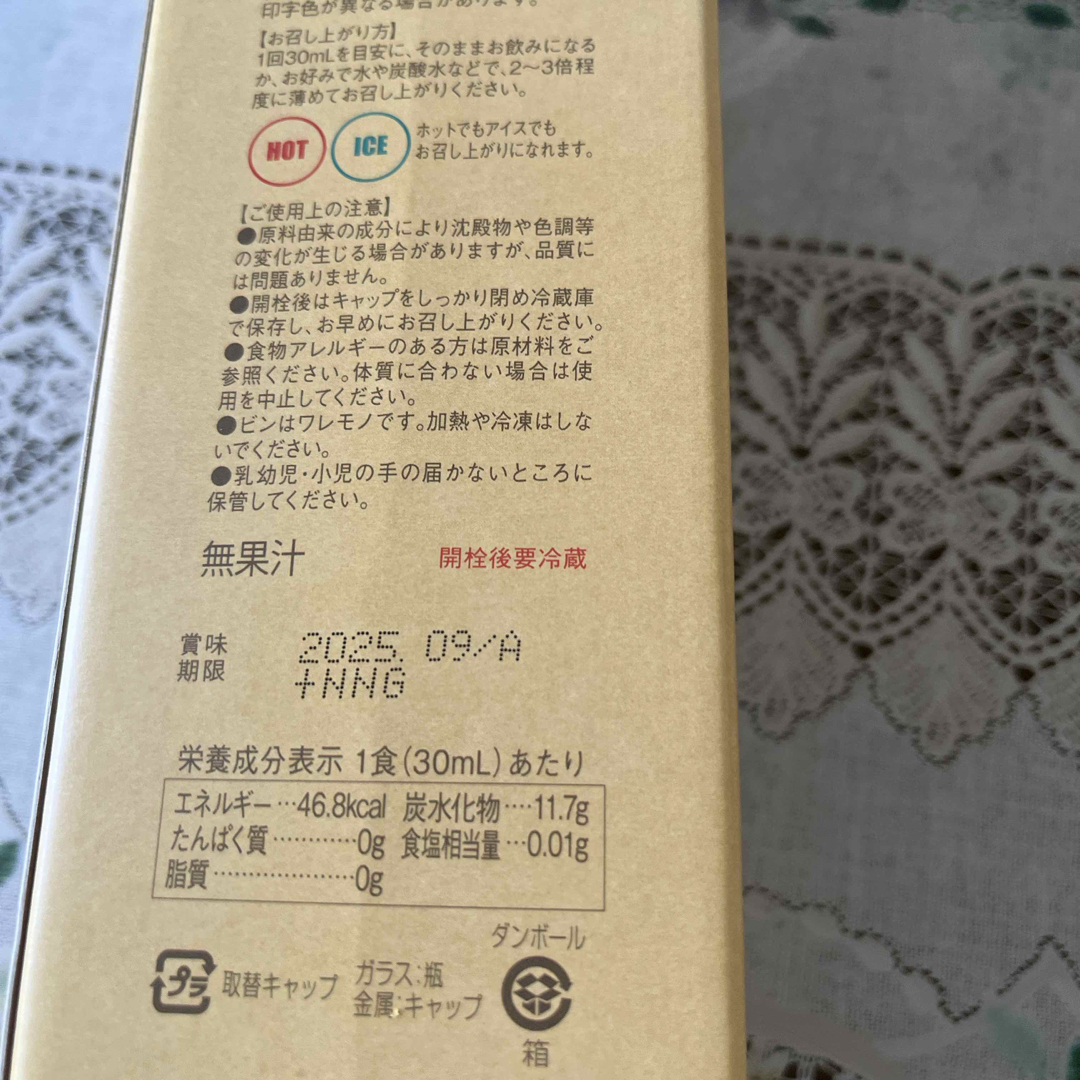 印字色が異なる場合があります。
【お召し上がり方】
1回30mLを目安に、そのままお飲みになる
か、お好みで水や炭酸水などで、2〜3倍程
度に薄めてお召し上がりください。
HOT ICE ホットでもアイスでも
お召し上がりになれます。
【ご使用上の注意】
●原料由来の成分により沈殿物や色調等
の変化が生じる場合がありますが、品質に
は問題ありません。
●開栓後はキャップをしっかり閉め冷蔵庫
で保存し、お早めにお召し上がりください。
●食物アレルギーのある方は原材料をご
参照ください。体質に合わない場合は使
用を中止してください。
●ビンはワレモノです。加熱や冷凍はしな
いでください。
●乳幼児・小児の手の届かないところに
保管してください。
無果汁 開栓後要冷蔵
賞味
期限
2025. 09/A
+NNG
栄養成分表示 1食(30mL)あたり
エネルギー…46.8kcal 炭水化物‥‥11.7g
たんぱく質…………0g 食塩相当量…0.01g
脂質………………0g
プラ 取替キャップ
ガラス:瓶
金属:キャップ
ダンボール
箱